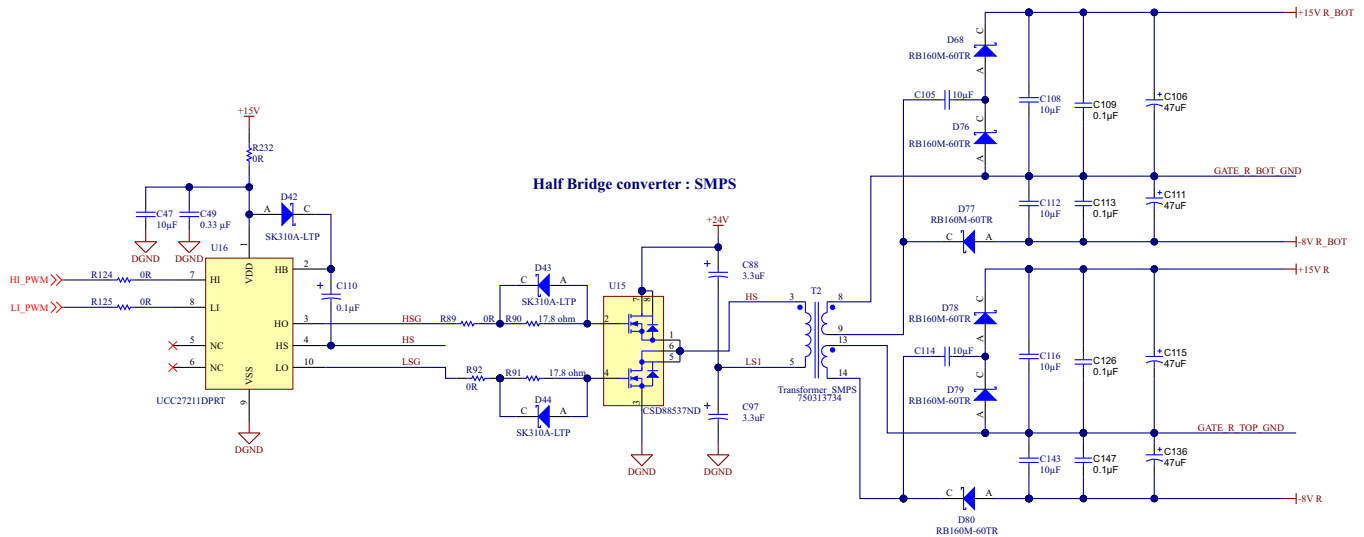 +15V
R232
0R
C47
10µF
C49
0.33 µF
DGND
DGND
A
D42
C
SK310A-LTP
U16
1
VDD
HI_PWM
R124
0R
7
HI
LI_PWM
R125
0R
8
LI
5
NC
6
NC
HB
2
HO
3
HS
4
LO
10
VSS
9
UCC27211DPRT
DGND
C110
0.1µF
HSG
HS
LSG
R89
0R
R90
17.8 ohm
C
D43
A
SK310A-LTP
R92
0R
R91
17.8 ohm
C
D44
A
SK310A-LTP
Half Bridge converter : SMPS
U15
7
8
2
1
6
5
4
3
CSD88537ND
DGND
+24V
C88
3.3uF
C97
3.3uF
DGND
HS
LS1
T2
3
5
8
9
13
14
Transformer_SMPS
750313734
D68
RB160M-60TR
C
A
C105
10µF
D76
RB160M-60TR
C
A
C108
10µF
C109
0.1µF
C106
47uF
+15V R_BOT
GATE_R_BOT_GND
D77
RB160M-60TR
C
A
C112
10µF
C113
0.1µF
C111
47uF
-8V R_BOT
+15V R
D78
RB160M-60TR
C
A
C114
10µF
D79
RB160M-60TR
C
A
C116
10µF
C126
0.1µF
C115
47uF
GATE_R_TOP_GND
C143
10µF
C147
0.1µF
C136
47uF
C
A
D80
RB160M-60TR
-8V R